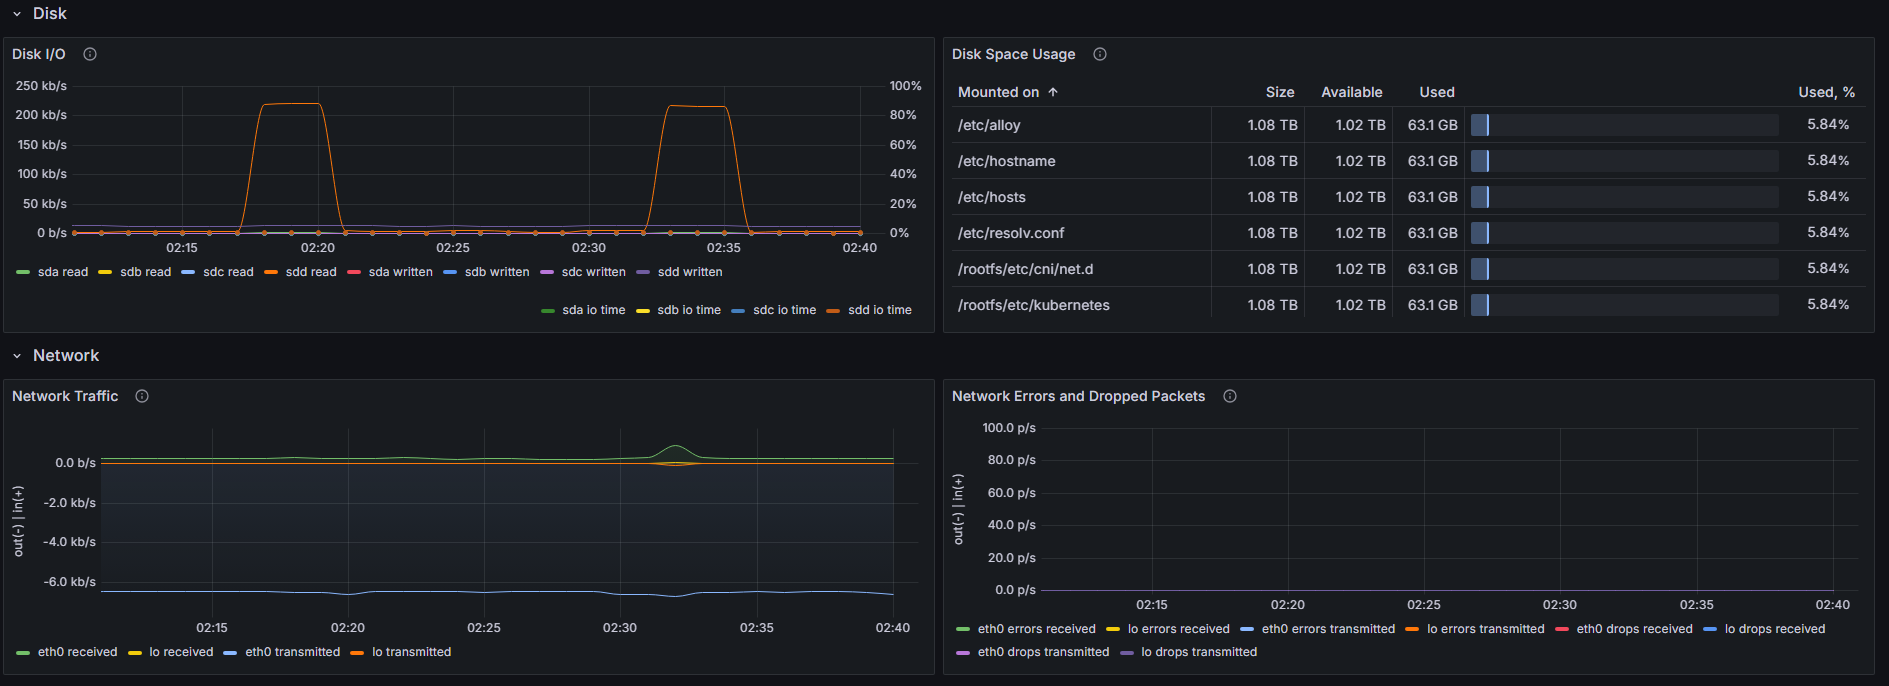 Disk
Disk I/O
250 kb/s 100%
200 kb/s 80%
150 kb/s 60%
100 kb/s 40%
50 kb/s 20%
0 b/s 0%
02:15 02:20 02:25 02:30 02:35 02:40
sda read sdb read sdc read sdd read sda written sdb written sdc written sdd written
sda io time sdb io time sdc io time sdd io time
Disk Space Usage
Mounted on ↑ Size Available Used Used, %
/etc/alloy 1.08 TB 1.02 TB 63.1 GB 5.84%
/etc/hostname 1.08 TB 1.02 TB 63.1 GB 5.84%
/etc/hosts 1.08 TB 1.02 TB 63.1 GB 5.84%
/etc/resolv.conf 1.08 TB 1.02 TB 63.1 GB 5.84%
/rootfs/etc/cni/net.d 1.08 TB 1.02 TB 63.1 GB 5.84%
/rootfs/etc/kubernetes 1.08 TB 1.02 TB 63.1 GB 5.84%
Network
Network Traffic
out(-) | in(+)
0.0 b/s
-2.0 kb/s
-4.0 kb/s
-6.0 kb/s
02:15 02:20 02:25 02:30 02:35 02:40
eth0 received lo received eth0 transmitted lo transmitted
Network Errors and Dropped Packets
out(-) | in(+)
100.0 p/s
80.0 p/s
60.0 p/s
40.0 p/s
20.0 p/s
0.0 p/s
02:15 02:20 02:25 02:30 02:35 02:40
eth0 errors received lo errors received eth0 errors transmitted lo errors transmitted eth0 drops received lo drops received
eth0 drops transmitted lo drops transmitted